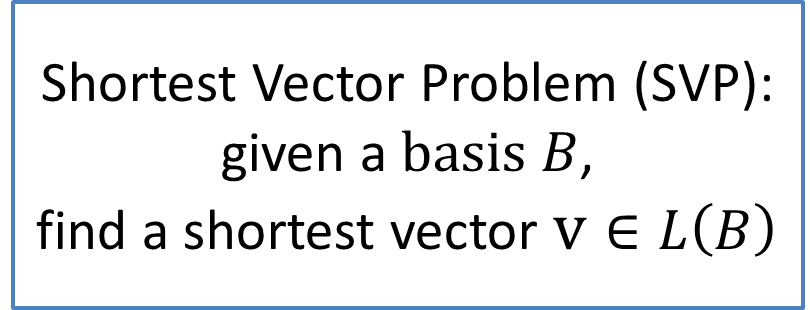 Shortest Vector Problem (SVP):
given a basis B,
find a shortest vector v ∈ L(B)